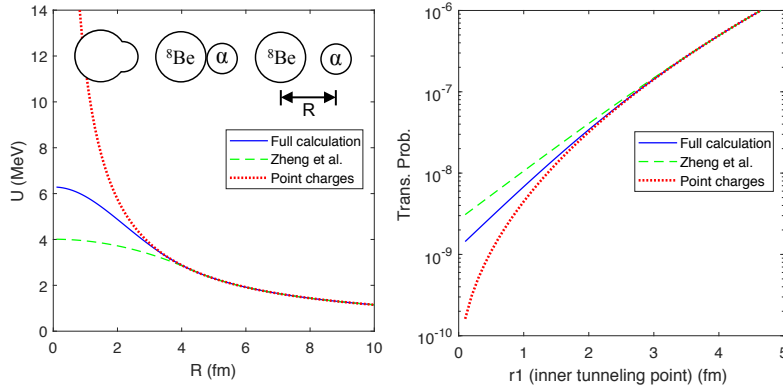 14
12
10
8
6
4
2
0
U (MeV)
⁸Be
α
⁸Be
α
R
Full calculation
Zheng et al.
Point charges
0
2
4
6
8
10
R (fm)
10⁻⁶
10⁻⁷
10⁻⁸
10⁻⁹
10⁻¹⁰
Trans. Prob.
Full calculation
Zheng et al.
Point charges
0
1
2
3
4
5
r1 (inner tunneling point) (fm)